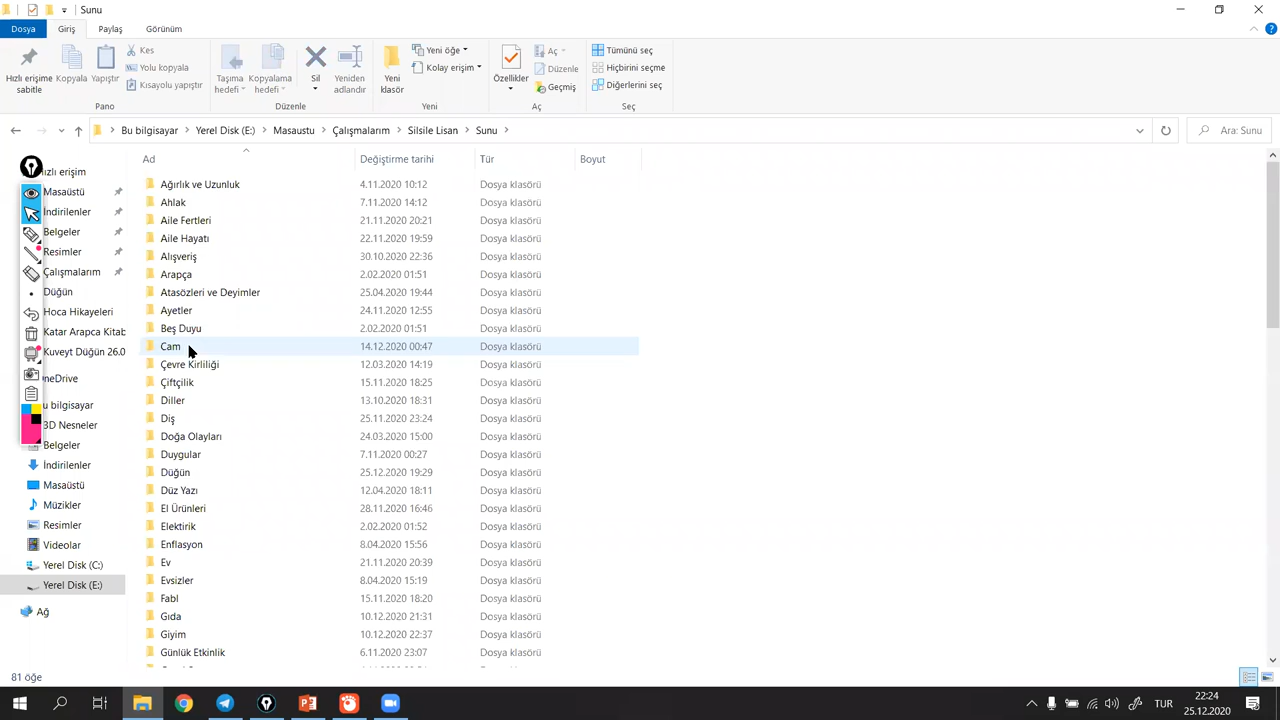 Sunu
Dosya Giriş Paylaş Görünüm
Hızlı erişime sabitle
Kopyala
Yapıştır
Kes
Yolu kopyala
Kısayolu yapıştır
Pano
Taşıma hedefi
Kopyalama hedefi
Sil
Yeniden adlandır
Düzenle
Yeni klasör
Yeni öğe
Kolay erişim
Yeni
Özellikler
Aç
Düzenle
Geçmiş
Aç
Tümünü seç
Hiçbirini seçme
Diğerlerini seç
Seç
Bu bilgisayar > Yerel Disk (E:) > Masaustu > Çalışmalarım > Silsile Lisan > Sunu >
Ara: Sunu
ızlı erişim
Masaüstü
İndirilenler
Belgeler
Resimler
Çalışmalarım
Düğün
Hoca Hikayeleri
Katar Arapca Kitab
Kuveyt Düğün 26.0
OneDrive
u bilgisayar
3D Nesneler
Belgeler
İndirilenler
Masaüstü
Müzikler
Resimler
Videolar
Yerel Disk (C:)
Yerel Disk (E:)
Ağ
Ad Değiştirme tarihi Tür Boyut
Ağırlık ve Uzunluk 4.11.2020 10:12 Dosya klasörü
Ahlak 7.11.2020 14:12 Dosya klasörü
Aile Fertleri 21.11.2020 20:21 Dosya klasörü
Aile Hayatı 22.11.2020 19:59 Dosya klasörü
Alışveriş 30.10.2020 22:36 Dosya klasörü
Arapça 2.02.2020 01:51 Dosya klasörü
Atasözleri ve Deyimler 25.04.2020 19:44 Dosya klasörü
Ayetler 24.11.2020 12:55 Dosya klasörü
Beş Duyu 2.02.2020 01:51 Dosya klasörü
Cam 14.12.2020 00:47 Dosya klasörü
Çevre Kirliliği 12.03.2020 14:19 Dosya klasörü
Çiftçilik 15.11.2020 18:25 Dosya klasörü
Diller 13.10.2020 18:31 Dosya klasörü
Diş 25.11.2020 23:24 Dosya klasörü
Doğa Olayları 24.03.2020 15:00 Dosya klasörü
Duygular 7.11.2020 00:27 Dosya klasörü
Düğün 25.12.2020 19:29 Dosya klasörü
Düz Yazı 12.04.2020 18:11 Dosya klasörü
El Ürünleri 28.11.2020 16:46 Dosya klasörü
Elektirik 2.02.2020 01:52 Dosya klasörü
Enflasyon 8.04.2020 15:56 Dosya klasörü
Ev 21.11.2020 20:39 Dosya klasörü
Evsizler 8.04.2020 15:19 Dosya klasörü
Fabl 15.11.2020 18:20 Dosya klasörü
Gıda 10.12.2020 21:31 Dosya klasörü
Giyim 10.12.2020 22:37 Dosya klasörü
Günlük Etkinlik 6.11.2020 23:07 Dosya klasörü
81 öğe
TUR
22:24
25.12.2020